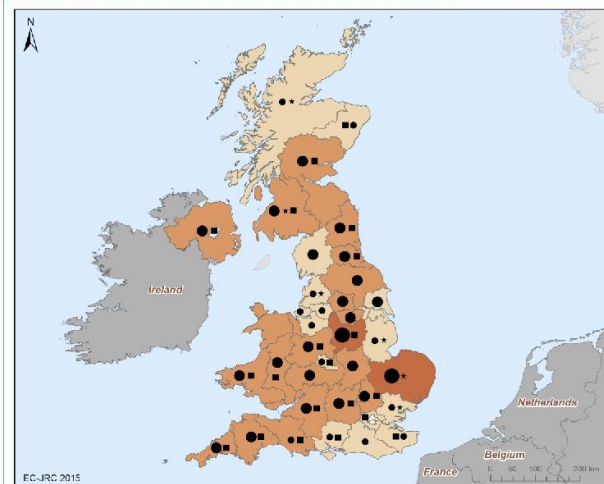 N
Ireland
Netherlands
Belgium
France
0 50 100 200 km
EC-JRC 2015